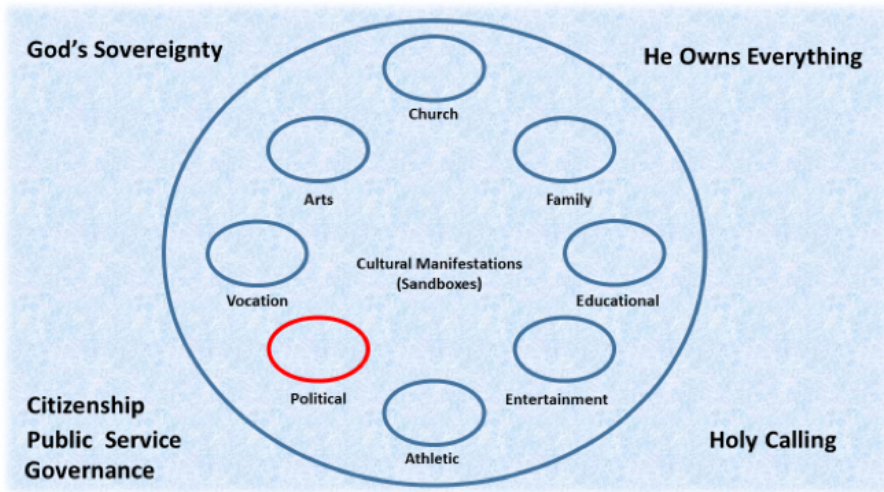 God's Sovereignty
He Owns Everything
Church
Arts
Family
Cultural Manifestations
(Sandboxes)
Vocation
Educational
Political
Entertainment
Athletic
Citizenship
Public Service
Governance
Holy Calling